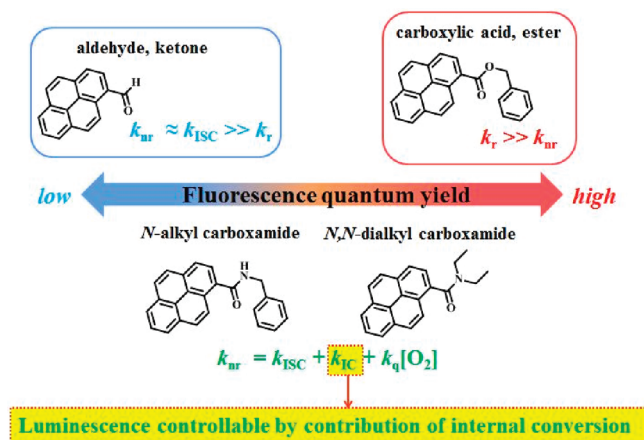 aldehyde, ketone
H
O
k_nr ≈ k_ISC >> k_r
carboxylic acid, ester
O
O
k_r >> k_nr
low
Fluorescence quantum yield
high
N-alkyl carboxamide
N,N-dialkyl carboxamide
H
N
O
N
O
k_nr = k_ISC + k_IC + k_q[O₂]
Luminescence controllable by contribution of internal conversion